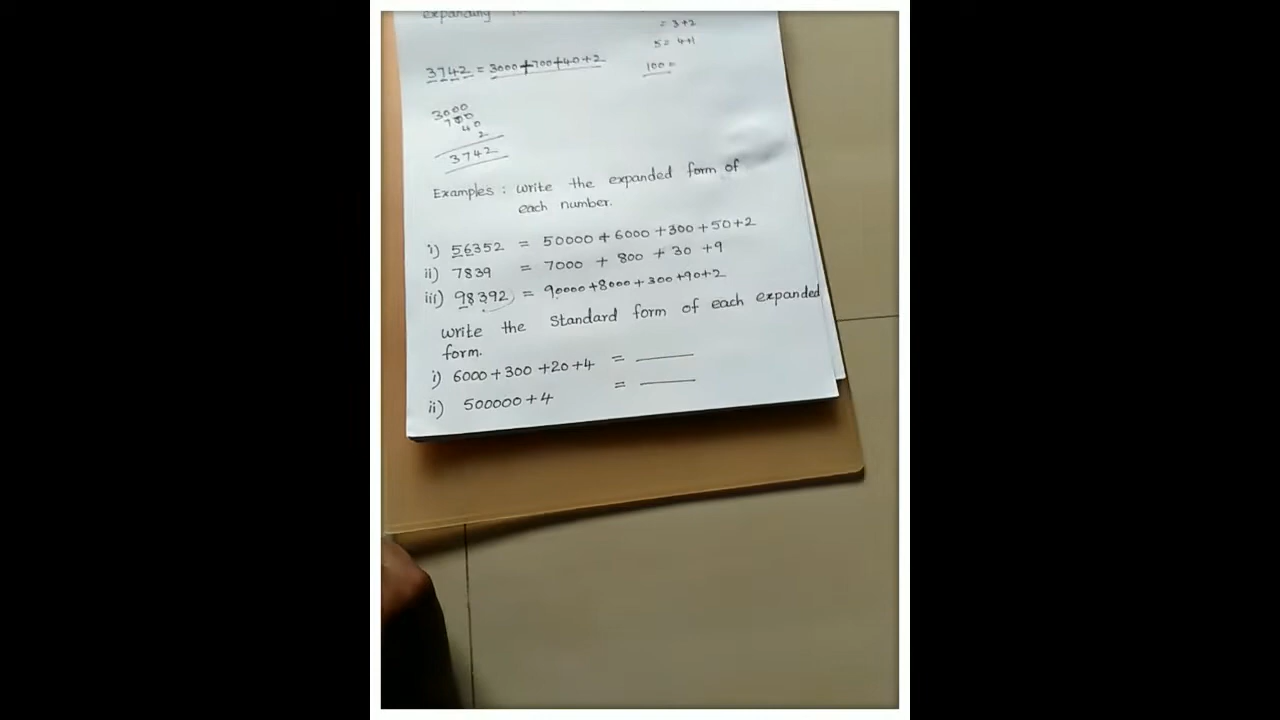 expanding
= 3+2
5 = 4+1
3742 = 3000+700+40+2
100 =
3000
700
40
2
3742
Examples : write the expanded form of
each number.
i) 56352 = 50000 + 6000 +300 + 50+2
ii) 7839 = 7000 + 800 + 30 +9
iii) 98392 = 90000 +8000 + 300 +90+2
write the standard form of each expanded
form.
i) 6000+300 +20+4 =
ii) 500000+4 =